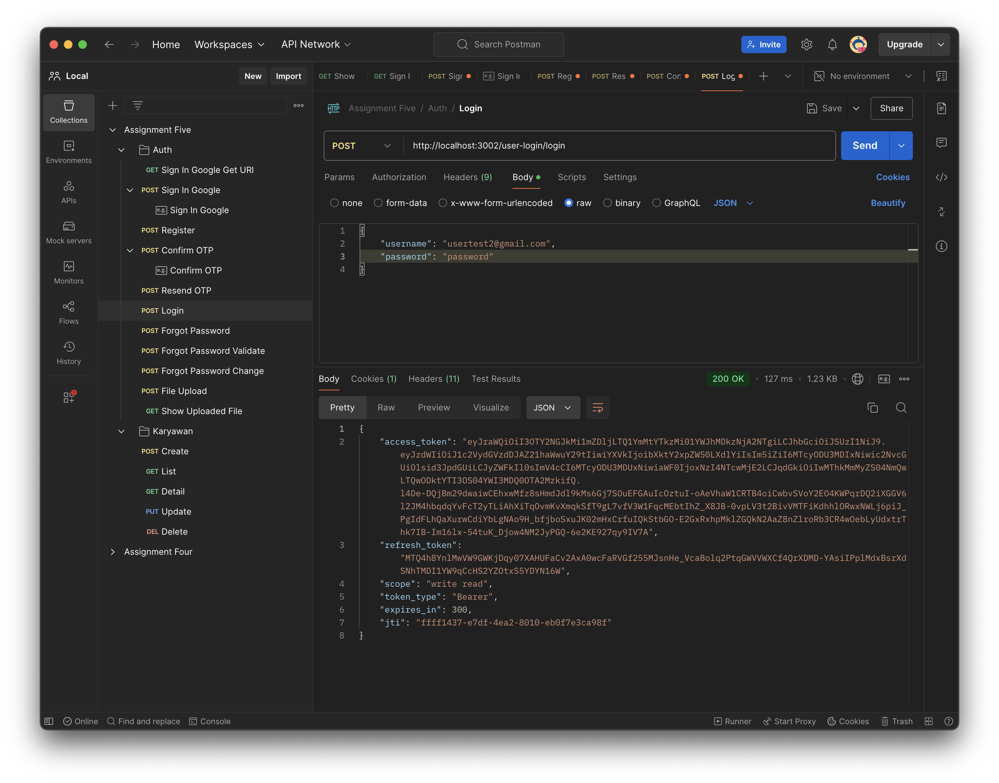 Home Workspaces API Network Search Postman Invite Upgrade
Local New Import
GET Show GET Sign I POST Sigr e.g. Sign Ir POST Reg POST Res POST Con POST Log No environment
Collections
Environments
APIs
Mock servers
Monitors
Flows
History
Assignment Five
Auth
GET Sign In Google Get URI
POST Sign In Google
e.g. Sign In Google
POST Register
POST Confirm OTP
e.g. Confirm OTP
POST Resend OTP
POST Login
POST Forgot Password
POST Forgot Password Validate
POST Forgot Password Change
POST File Upload
GET Show Uploaded File
Karyawan
POST Create
GET List
GET Detail
PUT Update
DEL Delete
Assignment Four
HTTP Assignment Five / Auth / Login Save Share
POST http://localhost:3002/user-login/login Send
Params Authorization Headers (9) Body Scripts Settings Cookies
none form-data x-www-form-urlencoded raw binary GraphQL JSON Beautify
1 {
2 "username": "usertest2@gmail.com",
3 "password": "password"
4 }
Body Cookies (1) Headers (11) Test Results 200 OK 127 ms 1.23 KB e.g.
Pretty Raw Preview Visualize JSON
1 {
2 "access_token": "eyJraWQiOiI3OTY2NGJkMi1mZDljLTQ1YmMtYTkzMi01YWJhMDkzNjA2NTgiLCJhbGciOiJSUzI1NiJ9.
eyJzdWIiOiJ1c2VydGVzdDJAZ21haWwuY29tIiwiYXVkIjoibXktY2xpZW50LXdlYiIsIm5iZiI6MTcyODU3MDIxNiwic2NvcG
UiOlsid3JpdGUiLCJyZWFkIl0sImV4cCI6MTcyODU3MDUxNiwiaWF0IjoxNzI4NTcwMjE2LCJqdGkiOiIwMThkMmMyZS04NmQw
LTQwODktYTI3OS04YWI3MDQ0OTA2MzkifQ.
l4De-DQjBm29dwaiwCEhxwMfz8sHmdJdl9kMs6Gj7SOuEFGAuIcOztuI-oAeVhaW1CRTB4oiCwbvSVoY2EO4KWPqrDQ2iXGGV6
l2JM4hbqdqYvFcT2yTLiAhXiTqOvmKvXmqkSfT9gL7vfV3W1FqcMEbtIhZ_X8JB-0vpLV3t2BivVMTFiKdhhlORwxNWLj6piJ_
PgIdFLhQaXurwCdiYbLgNAo9H_bfjboSxuJK02mHxCrfuIQkStbGO-E2GxRxhpMklZGQkN2AaZ8nZlroRb3CR4wOebLyUdxtrT
hk7IB-Im16lx-54tuK_Djow4NM2JyPGQ-6e2KE927qy9IV7A",
3 "refresh_token":
"MTQ4h8YnlMwVW9GWKjDqy07XAHUFaCv2AxA0wcFaRVGf255MJsnHe_VcaBolq2PtqGWVVWXCf4QrXDMD-YAsiIPplMdxBsrXd
SNhTMDI1YW9qCcHS2YZOtxS5YDYN16W",
4 "scope": "write read",
5 "token_type": "Bearer",
6 "expires_in": 300,
7 "jti": "ffff1437-e7df-4ea2-8010-eb0f7e3ca98f"
8 }
Online Find and replace Console Runner Start Proxy Cookies Trash